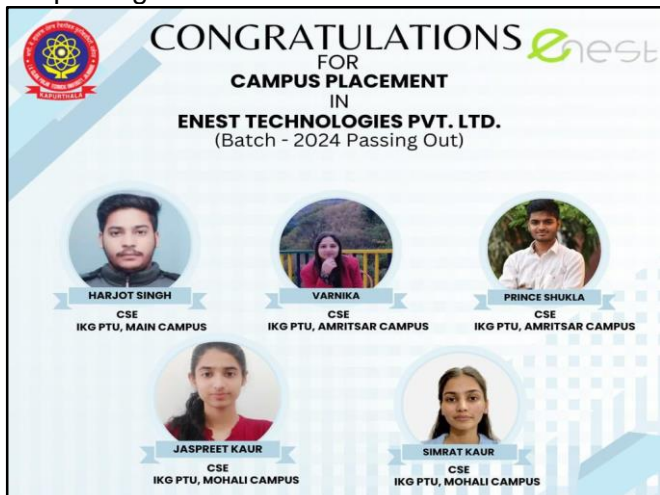 CONGRATULATIONS
enest
FOR
CAMPUS PLACEMENT
IN
ENEST TECHNOLOGIES PVT. LTD.
(Batch - 2024 Passing Out)
KAPURTHALA
HARJOT SINGH
CSE
IKG PTU, MAIN CAMPUS
VARNIKA
CSE
IKG PTU, AMRITSAR CAMPUS
PRINCE SHUKLA
CSE
IKG PTU, AMRITSAR CAMPUS
JASPREET KAUR
CSE
IKG PTU, MOHALI CAMPUS
SIMRAT KAUR
CSE
IKG PTU, MOHALI CAMPUS